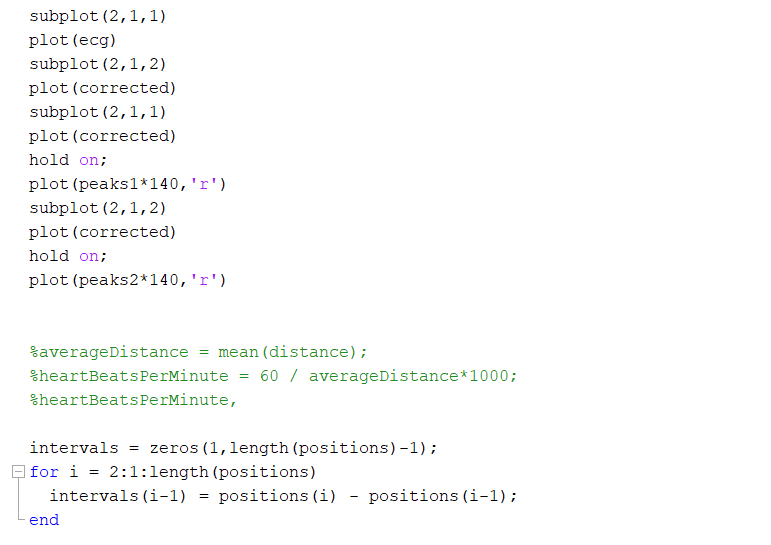 subplot(2,1,1)
plot(ecg)
subplot(2,1,2)
plot(corrected)
subplot(2,1,1)
plot(corrected)
hold on;
plot(peaks1*140,'r')
subplot(2,1,2)
plot(corrected)
hold on;
plot(peaks2*140,'r')
%averageDistance = mean(distance);
%heartBeatsPerMinute = 60 / averageDistance*1000;
%heartBeatsPerMinute,
intervals = zeros(1,length(positions)-1);
for i = 2:1:length(positions)
  intervals(i-1) = positions(i) - positions(i-1);
end